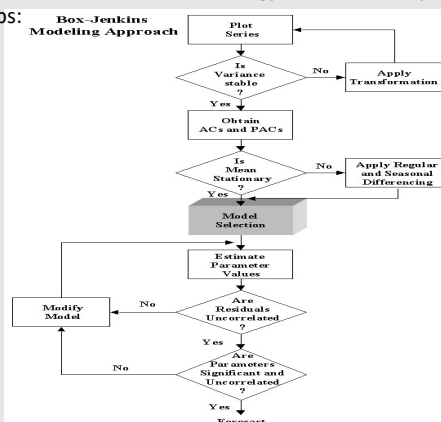 os:
Box-Jenkins
Modeling Approach
Plot
Series
Is
Variance
stable
?
No
Apply
Transformation
Yes
Obtain
ACs and PACs
Is
Mean
Stationary
?
No
Apply Regular
and Seasonal
Differencing
Yes
Model
Selection
Estimate
Parameter
Values
Modify
Model
No
Are
Residuals
Uncorrelated
?
Yes
No
Are
Parameters
Significant and
Uncorrelated
?
Yes
Forecast